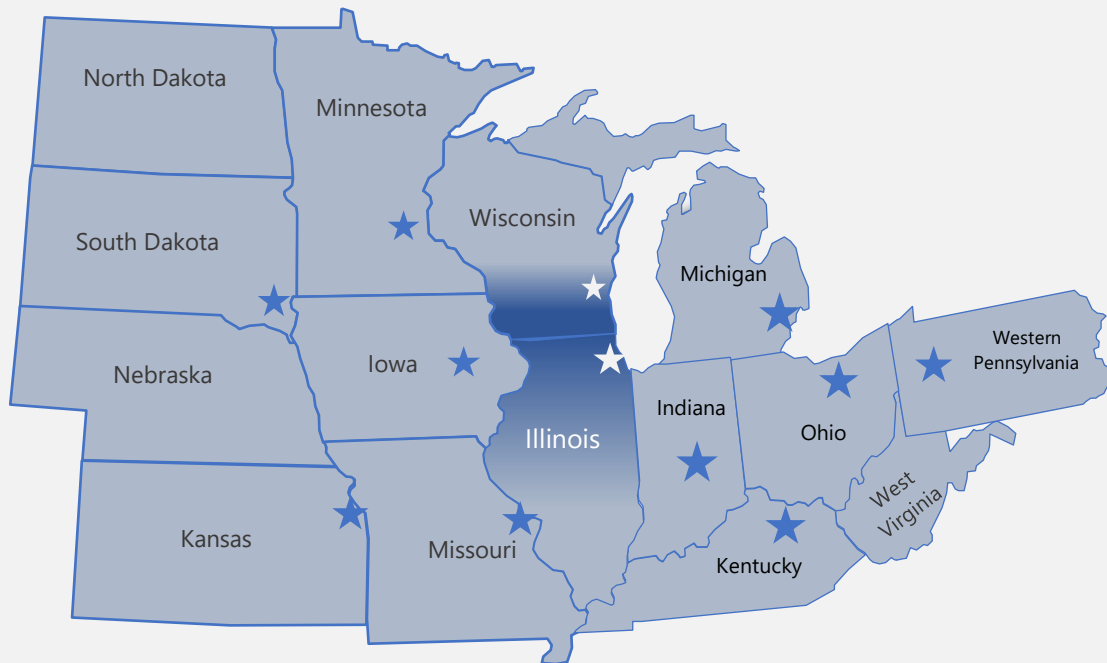 North Dakota
Minnesota
South Dakota
Wisconsin
Michigan
Nebraska
Iowa
Western
Pennsylvania
Indiana
Ohio
Illinois
West
Virginia
Kansas
Missouri
Kentucky